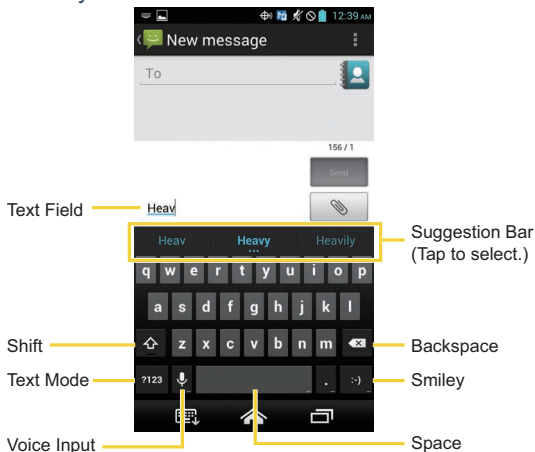 12:39 AM
New message
To
156 / 1
Send
Text Field
Heav
Heav Heavy Heavily
Suggestion Bar
(Tap to select.)
q w e r t y u i o p
a s d f g h j k l
Shift
z x c v b n m
Backspace
Text Mode
?123 . :-)
Smiley
Voice Input
Space